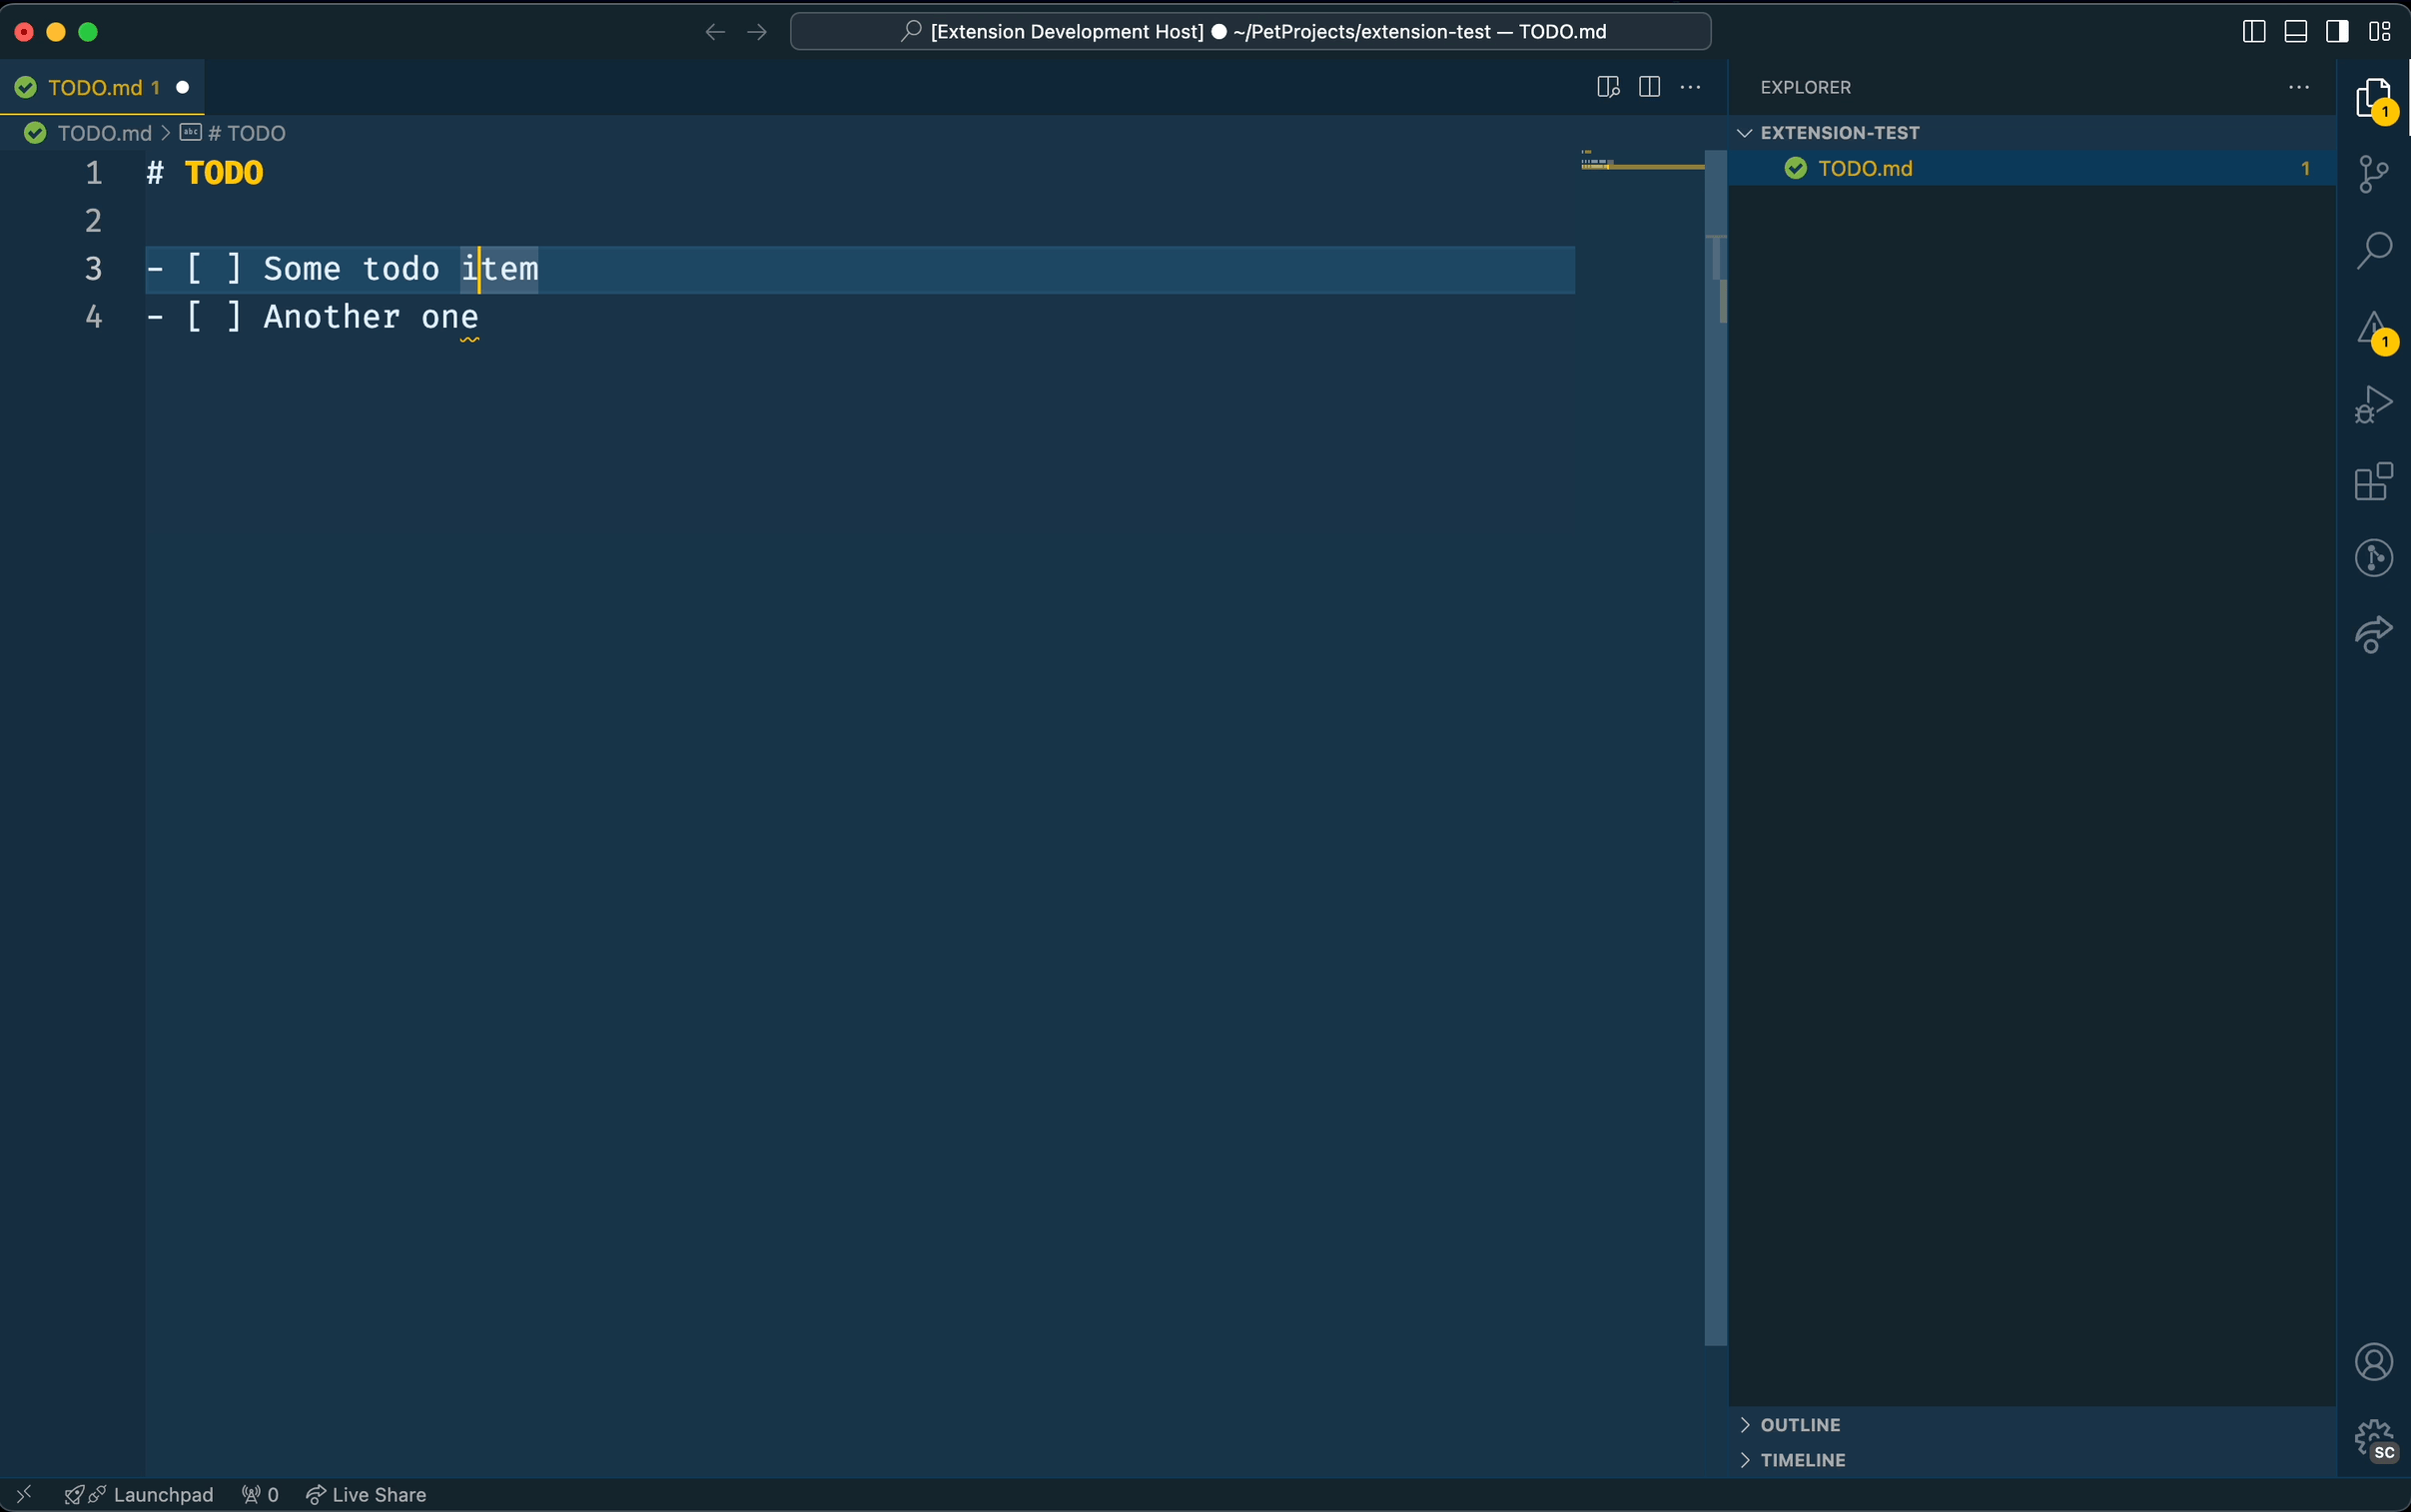 [Extension Development Host] ● ~/PetProjects/extension-test — TODO.md
TODO.md 1
TODO.md > abc # TODO
1 # TODO
2
3 - [ ] Some todo item
4 - [ ] Another one
EXPLORER
EXTENSION-TEST
TODO.md 1
1
1
OUTLINE
TIMELINE
SC
Launchpad 0 Live Share